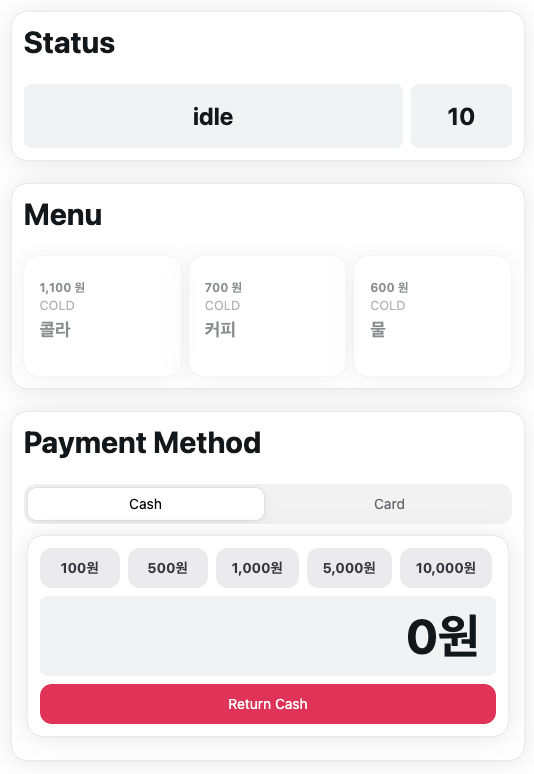 Status
idle
10
Menu
1,100 원
COLD
콜라
700 원
COLD
커피
600 원
COLD
물
Payment Method
Cash
Card
100원
500원
1,000원
5,000원
10,000원
0원
Return Cash